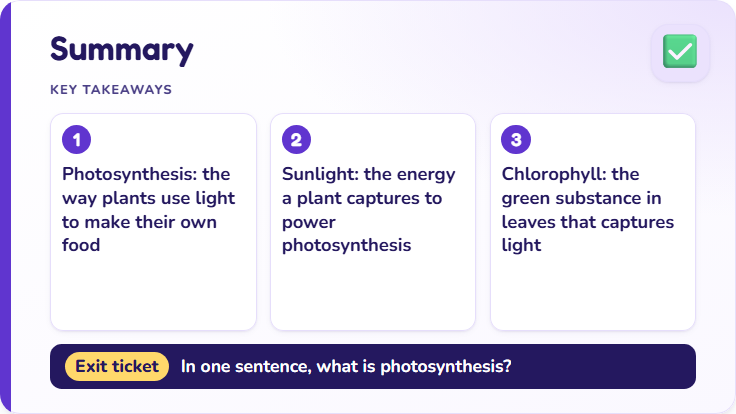 Summary
KEY TAKEAWAYS
1
Photosynthesis: the
way plants use light
to make their own
food
2
Sunlight: the energy
a plant captures to
power
photosynthesis
3
Chlorophyll: the
green substance in
leaves that captures
light
Exit ticket In one sentence, what is photosynthesis?